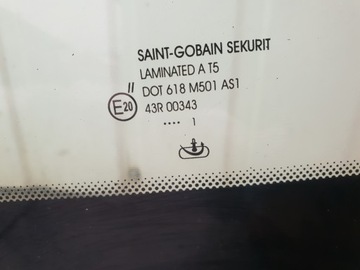 SAINT-GOBAIN SEKURIT
LAMINATED A T5
II DOT 618 M501 AS1
E20 43R 00343
.... 1